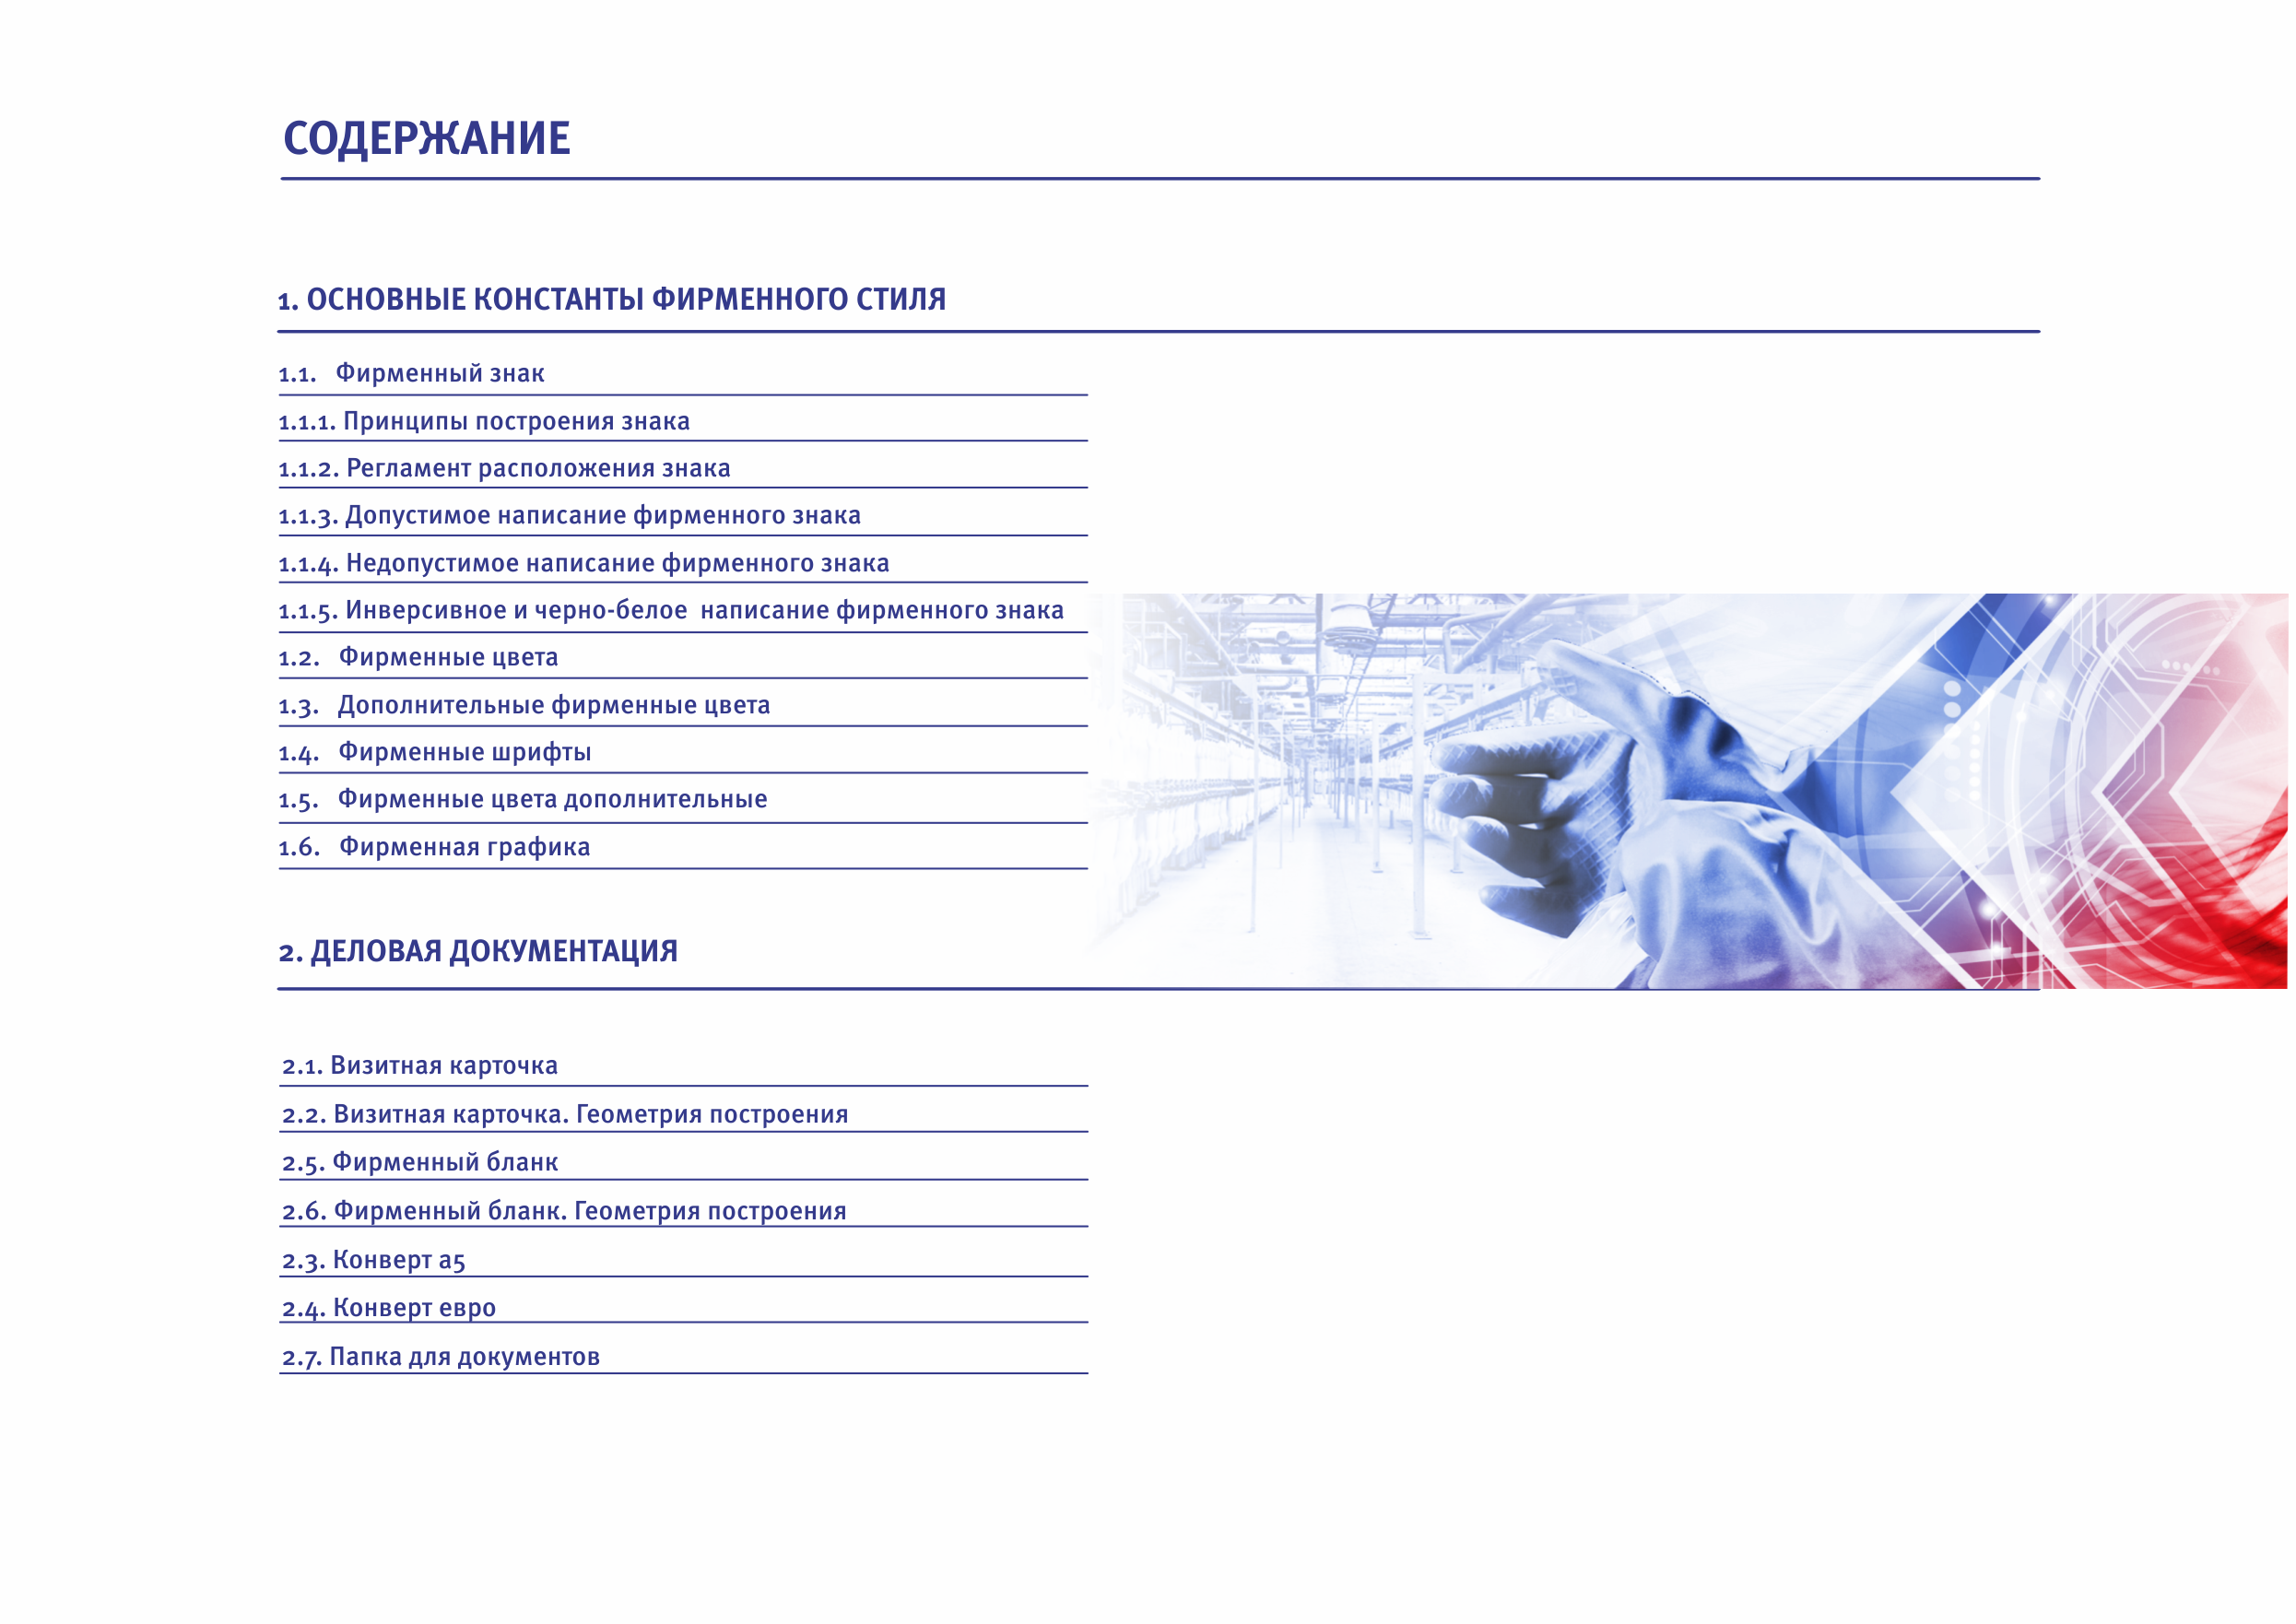 СОДЕРЖАНИЕ
1. ОСНОВНЫЕ КОНСТАНТЫ ФИРМЕННОГО СТИЛЯ
1.1. Фирменный знак
1.1.1. Принципы построения знака
1.1.2. Регламент расположения знака
1.1.3. Допустимое написание фирменного знака
1.1.4. Недопустимое написание фирменного знака
1.1.5. Инверсивное и черно-белое написание фирменного знака
1.2. Фирменные цвета
1.3. Дополнительные фирменные цвета
1.4. Фирменные шрифты
1.5. Фирменные цвета дополнительные
1.6. Фирменная графика
2. ДЕЛОВАЯ ДОКУМЕНТАЦИЯ
2.1. Визитная карточка
2.2. Визитная карточка. Геометрия построения
2.5. Фирменный бланк
2.6. Фирменный бланк. Геометрия построения
2.3. Конверт а5
2.4. Конверт евро
2.7. Папка для документов